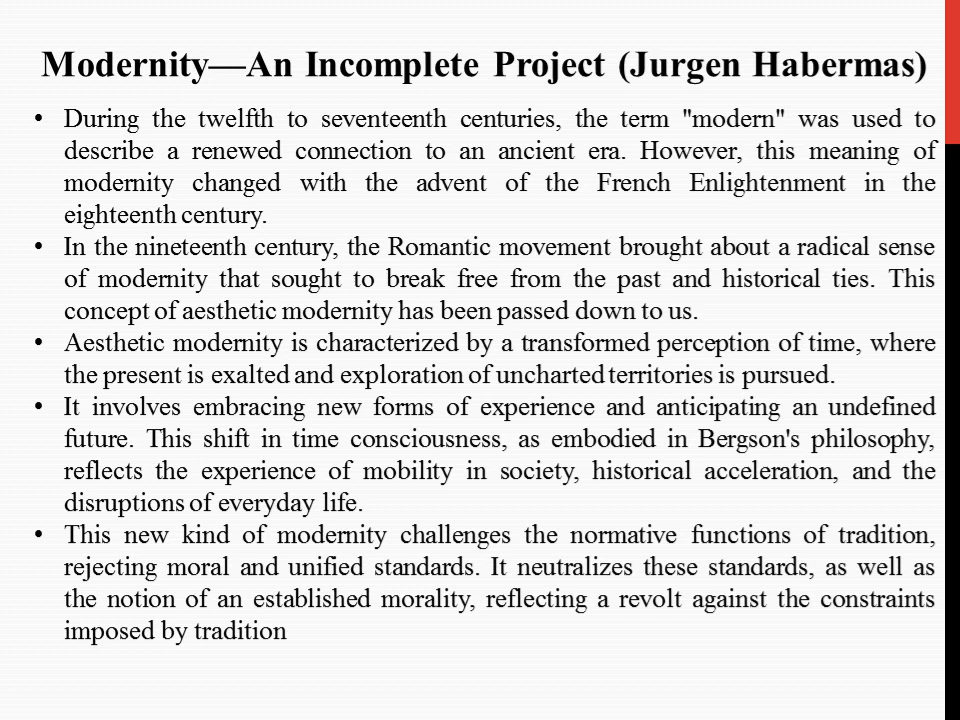 Modernity—An Incomplete Project (Jurgen Habermas)
• During the twelfth to seventeenth centuries, the term "modern" was used to
describe a renewed connection to an ancient era. However, this meaning of
modernity changed with the advent of the French Enlightenment in the
eighteenth century.
• In the nineteenth century, the Romantic movement brought about a radical sense
of modernity that sought to break free from the past and historical ties. This
concept of aesthetic modernity has been passed down to us.
• Aesthetic modernity is characterized by a transformed perception of time, where
the present is exalted and exploration of uncharted territories is pursued.
• It involves embracing new forms of experience and anticipating an undefined
future. This shift in time consciousness, as embodied in Bergson's philosophy,
reflects the experience of mobility in society, historical acceleration, and the
disruptions of everyday life.
• This new kind of modernity challenges the normative functions of tradition,
rejecting moral and unified standards. It neutralizes these standards, as well as
the notion of an established morality, reflecting a revolt against the constraints
imposed by tradition